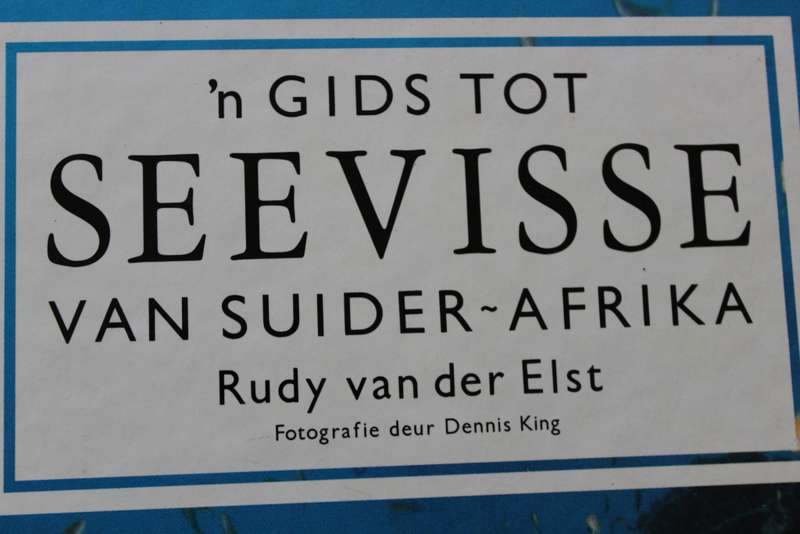 'n GIDS TOT
SEEVISSE
VAN SUIDER~AFRIKA
Rudy van der Elst
Fotografie deur Dennis King